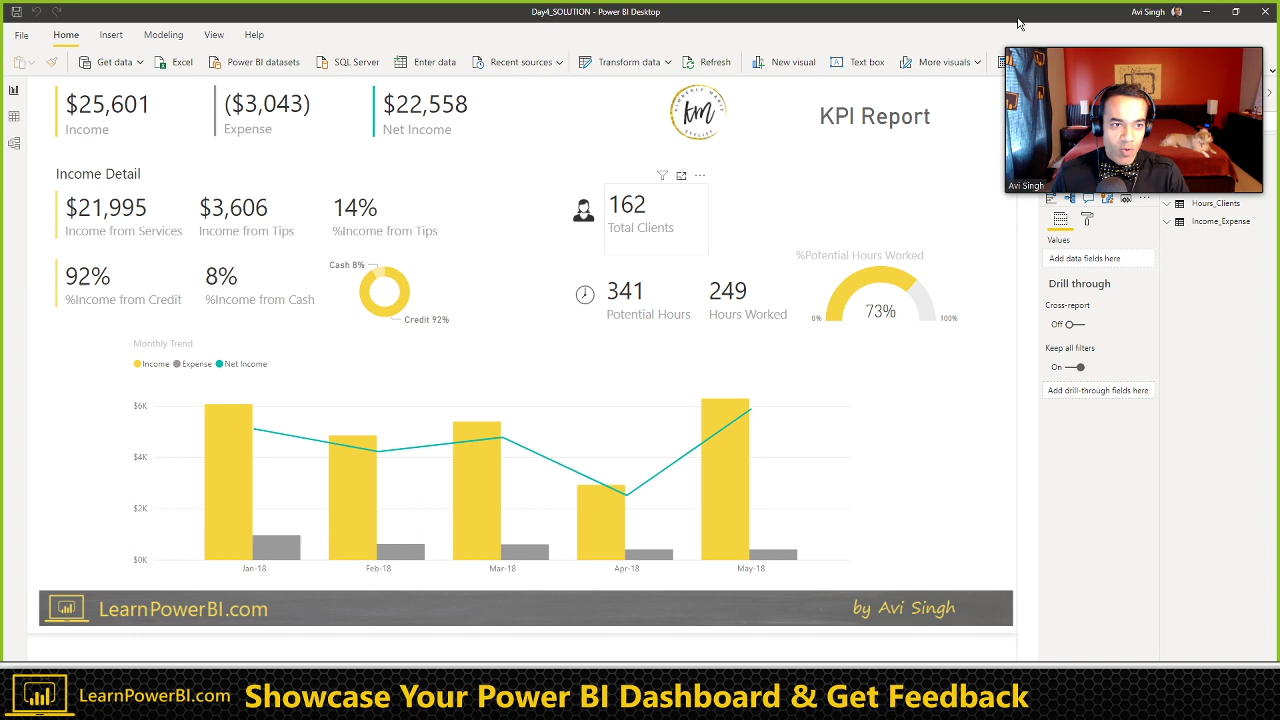 Day4_SOLUTION - Power BI Desktop
Avi Singh
File Home Insert Modeling View Help
Get data Excel Power BI datasets SQL Server Enter data Recent sources Transform data Refresh New visual Text box More visuals
$25,601
Income
($3,043)
Expense
$22,558
Net Income
KIMBERLY MARIE
km
STYLIST
KPI Report
Avi Singh
Income Detail
$21,995
Income from Services
$3,606
Income from Tips
14%
%Income from Tips
162
Total Clients
92%
%Income from Credit
8%
%Income from Cash
Cash 8%
Credit 92%
341
Potential Hours
249
Hours Worked
%Potential Hours Worked
73%
0%
100%
Monthly Trend
Income Expense Net Income
$6K
$4K
$2K
$0K
Jan-18 Feb-18 Mar-18 Apr-18 May-18
LearnPowerBI.com
by Avi Singh
Hours_Clients
Income_Expense
Values
Add data fields here
Drill through
Cross-report
Off
Keep all filters
On
Add drill-through fields here
LearnPowerBI.com
Showcase Your Power BI Dashboard & Get Feedback